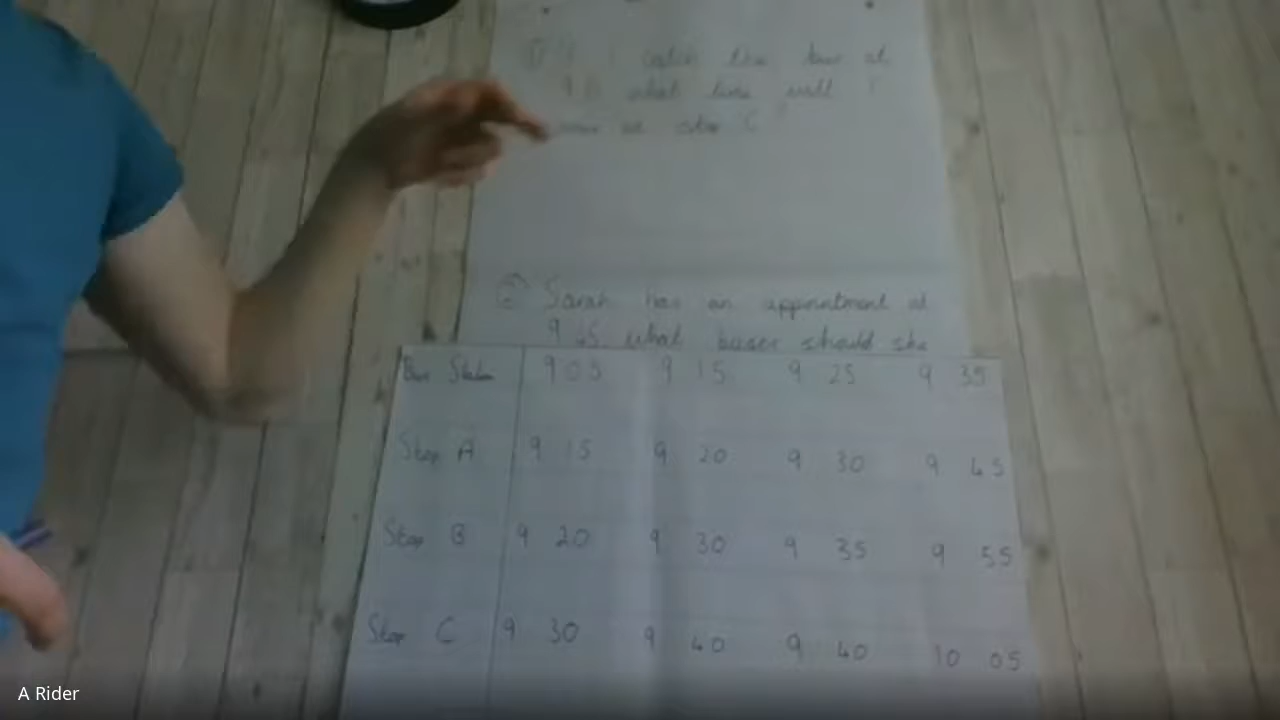 ① If I catch the bus at
9 15 what time will I
at stop C
② Sarah has an appointment at
9 45 what buses should she
Bus Station 9 05 9 15 9 25 9 35
Stop A 9 15 9 20 9 30 9 45
Stop B 9 20 9 30 9 35 9 55
Stop C 9 30 9 40 9 40 10 05
A Rider